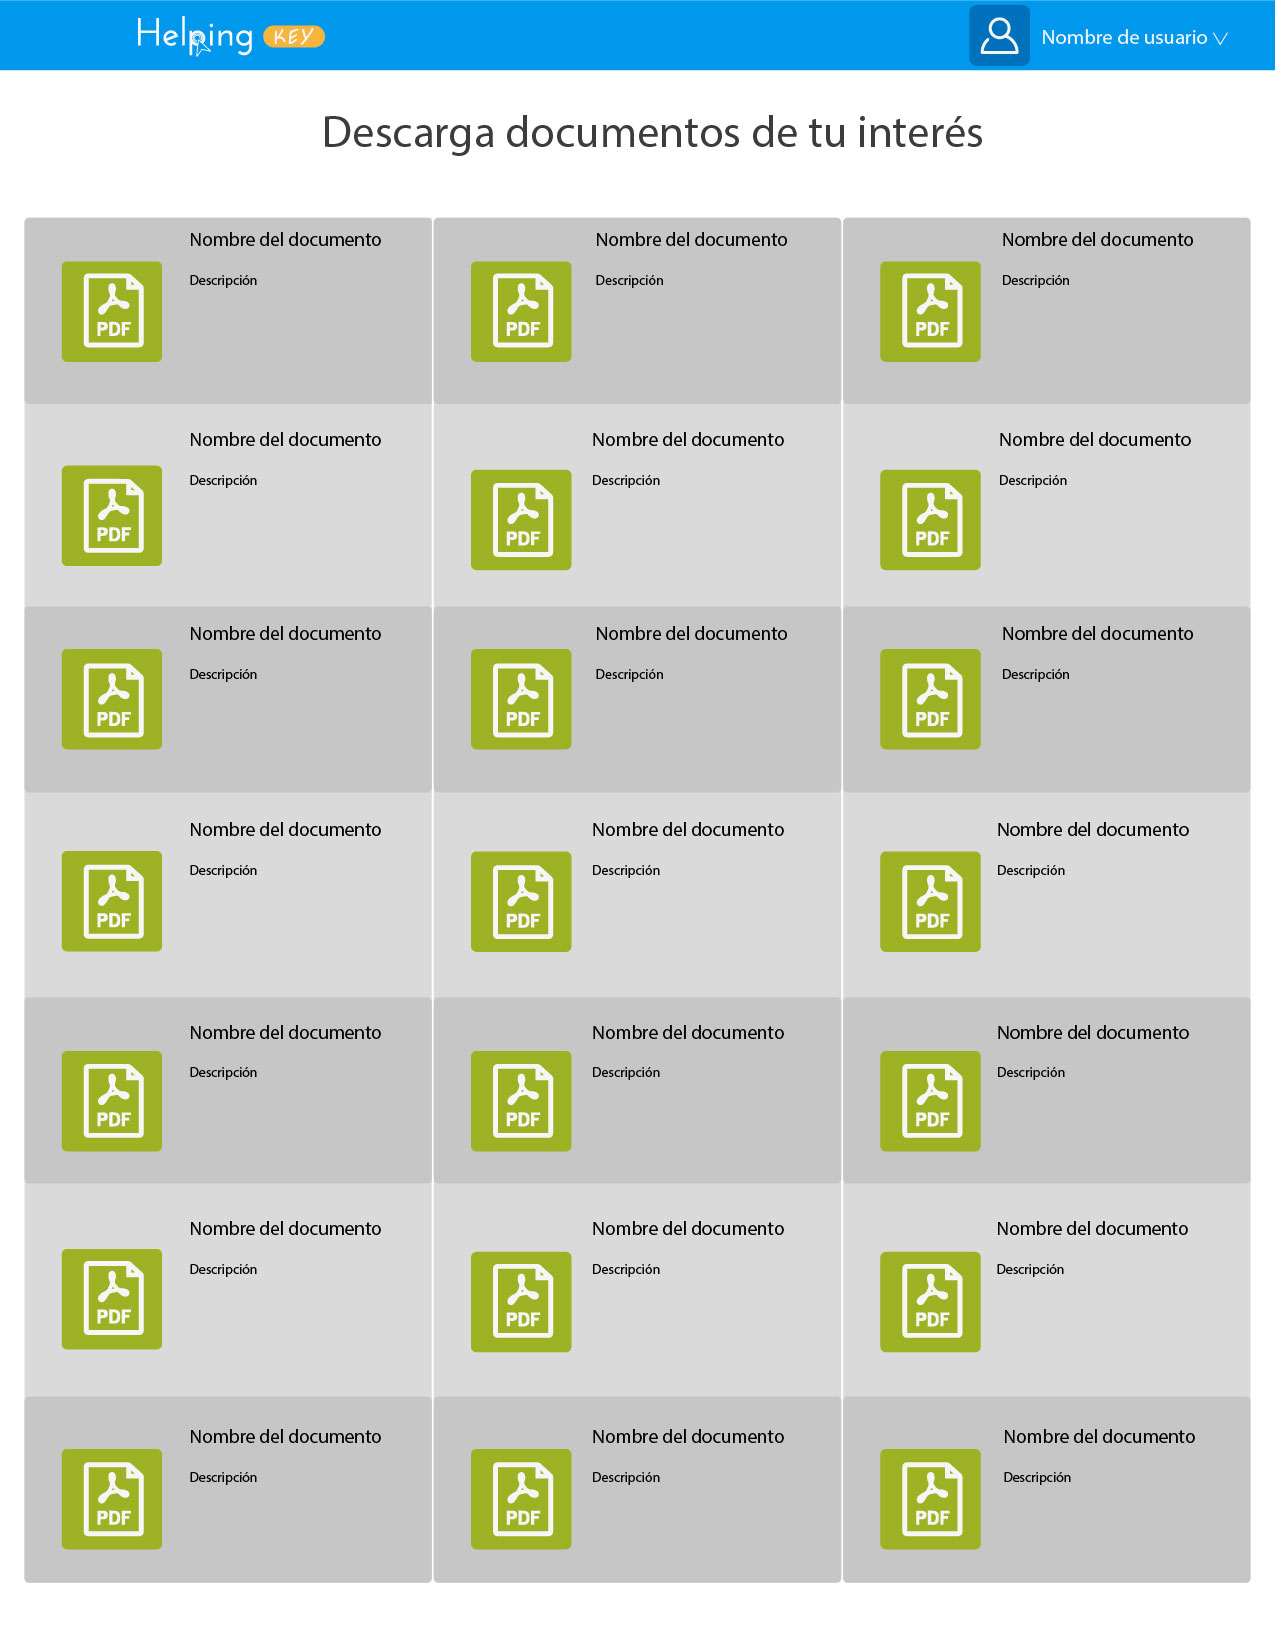 Helping KEY
Nombre de usuario
Descarga documentos de tu interés
Nombre del documento
Descripción
PDF
Nombre del documento
Descripción
PDF
Nombre del documento
Descripción
PDF
Nombre del documento
Descripción
PDF
Nombre del documento
Descripción
PDF
Nombre del documento
Descripción
PDF
Nombre del documento
Descripción
PDF
Nombre del documento
Descripción
PDF
Nombre del documento
Descripción
PDF
Nombre del documento
Descripción
PDF
Nombre del documento
Descripción
PDF
Nombre del documento
Descripción
PDF
Nombre del documento
Descripción
PDF
Nombre del documento
Descripción
PDF
Nombre del documento
Descripción
PDF
Nombre del documento
Descripción
PDF
Nombre del documento
Descripción
PDF
Nombre del documento
Descripción
PDF
Nombre del documento
Descripción
PDF
Nombre del documento
Descripción
PDF
Nombre del documento
Descripción
PDF